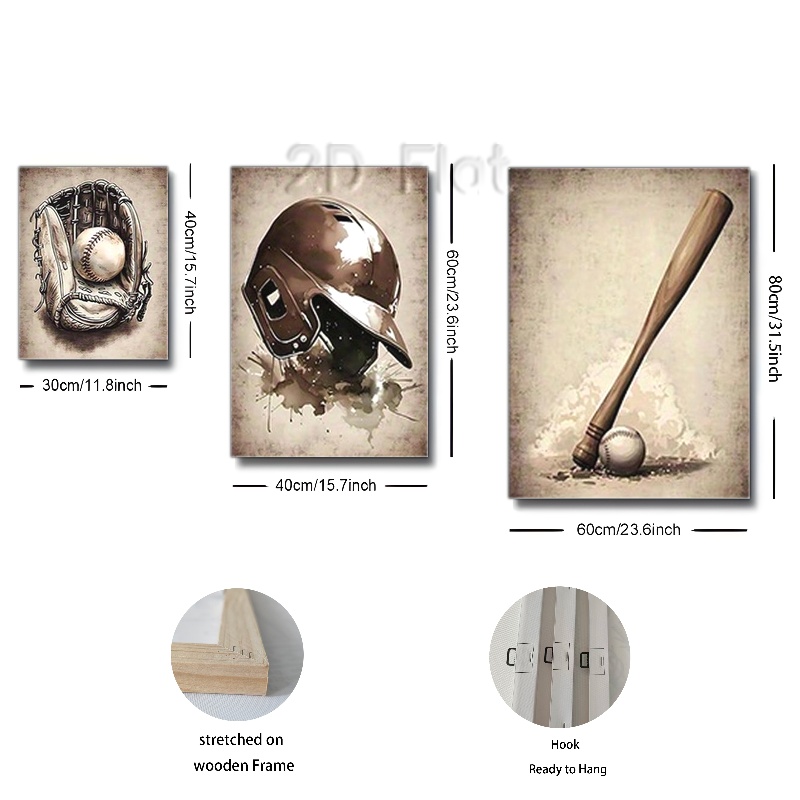 2D Flat
40cm/15.7inch
60cm/23.6inch
80cm/31.5inch
30cm/11.8inch
40cm/15.7inch
60cm/23.6inch
stretched on
wooden Frame
Hook
Ready to Hang